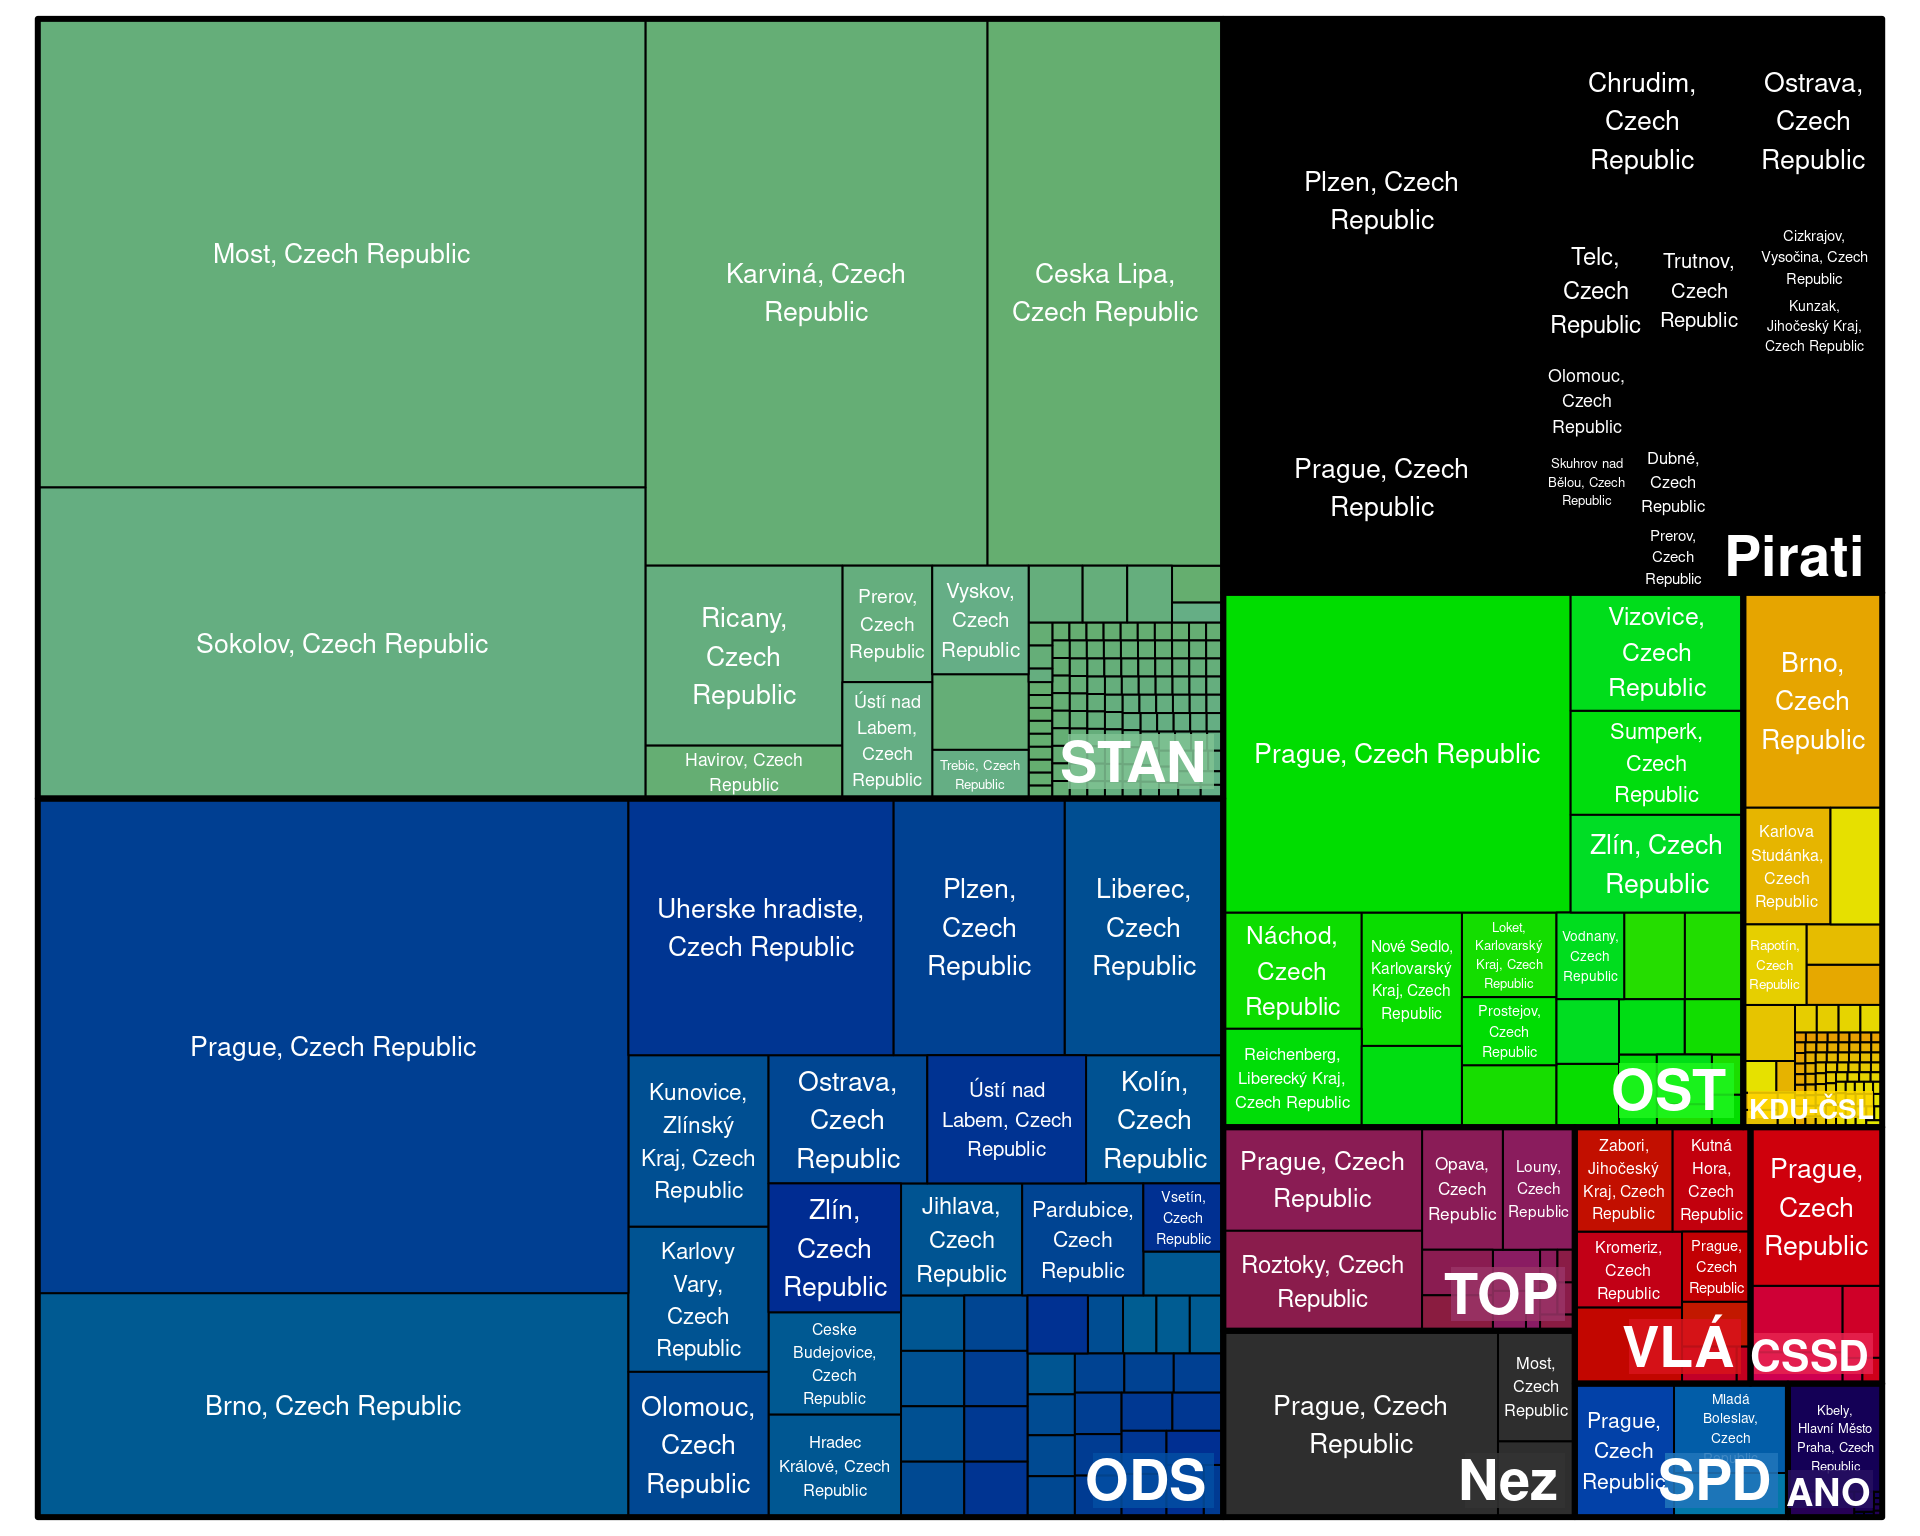 Most, Czech Republic
Sokolov, Czech Republic
Karviná, Czech
Republic
Ceska Lipa,
Czech Republic
Ricany,
Czech
Republic
Havirov, Czech
Republic
Prerov,
Czech
Republic
Ústí nad
Labem,
Czech
Republic
Vyskov,
Czech
Republic
Trebic, Czech
Republic
STAN
Plzen, Czech
Republic
Prague, Czech
Republic
Chrudim,
Czech
Republic
Ostrava,
Czech
Republic
Telc,
Czech
Republic
Trutnov,
Czech
Republic
Cizkrajov,
Vysočina, Czech
Republic
Kunzak,
Jihočeský Kraj,
Czech Republic
Olomouc,
Czech
Republic
Skuhrov nad
Bělou, Czech
Republic
Dubné,
Czech
Republic
Prerov,
Czech
Republic
Pirati
Prague, Czech Republic
Brno, Czech Republic
Uherske hradiste,
Czech Republic
Plzen,
Czech
Republic
Liberec,
Czech
Republic
Kunovice,
Zlínský
Kraj, Czech
Republic
Karlovy
Vary,
Czech
Republic
Olomouc,
Czech
Republic
Ostrava,
Czech
Republic
Ústí nad
Labem, Czech
Republic
Kolín,
Czech
Republic
Zlín,
Czech
Republic
Jihlava,
Czech
Republic
Pardubice,
Czech
Republic
Vsetín,
Czech
Republic
Ceske
Budejovice,
Czech
Republic
Hradec
Králové, Czech
Republic
ODS
Prague, Czech Republic
Vizovice,
Czech
Republic
Sumperk,
Czech
Republic
Zlín, Czech
Republic
Náchod,
Czech
Republic
Reichenberg,
Liberecký Kraj,
Czech Republic
Nové Sedlo,
Karlovarský
Kraj, Czech
Republic
Loket,
Karlovarský
Kraj, Czech
Republic
Prostejov,
Czech
Republic
Vodnany,
Czech
Republic
OST
Brno,
Czech
Republic
Karlova
Studánka,
Czech
Republic
Rapotín,
Czech
Republic
KDU-ČSL
Prague, Czech
Republic
Roztoky, Czech
Republic
Opava,
Czech
Republic
Louny,
Czech
Republic
TOP
Zabori,
Jihočeský
Kraj, Czech
Republic
Kutná
Hora,
Czech
Republic
Kromeriz,
Czech
Republic
Prague,
Czech
Republic
VLÁ
Prague,
Czech
Republic
CSSD
Prague, Czech
Republic
Most,
Czech
Republic
Nez
Prague,
Czech
Republic
Mladá
Boleslav,
Czech
Republic
SPD
Kbely,
Hlavní Město
Praha, Czech
Republic
ANO